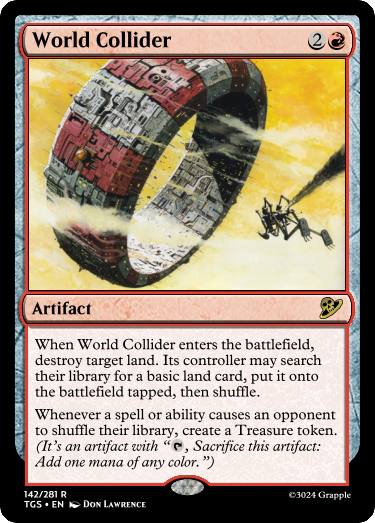 World Collider 2
Artifact
When World Collider enters the battlefield,
destroy target land. Its controller may search
their library for a basic land card, put it onto
the battlefield tapped, then shuffle.
Whenever a spell or ability causes an opponent
to shuffle their library, create a Treasure token.
(It's an artifact with “, Sacrifice this artifact:
Add one mana of any color.”)
142/281 R
TGS • EN Don Lawrence
©3024 Grapple